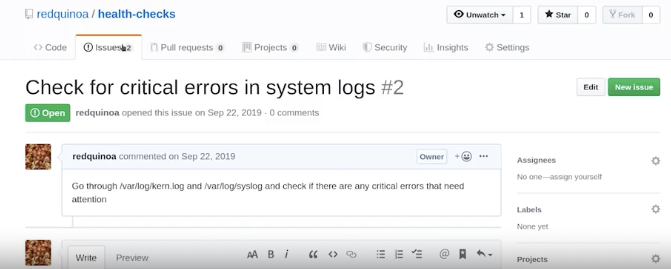 redquinoa / health-checks
Unwatch 1 Star 0 Fork 0
Code Issues 2 Pull requests 0 Projects 0 Wiki Security Insights Settings
Check for critical errors in system logs #2
Edit New issue
Open redquinoa opened this issue on Sep 22, 2019 · 0 comments
redquinoa commented on Sep 22, 2019 Owner
Go through /var/log/kern.log and /var/log/syslog and check if there are any critical errors that need
attention
Assignees
No one—assign yourself
Labels
None yet
Projects
Write Preview AA B i